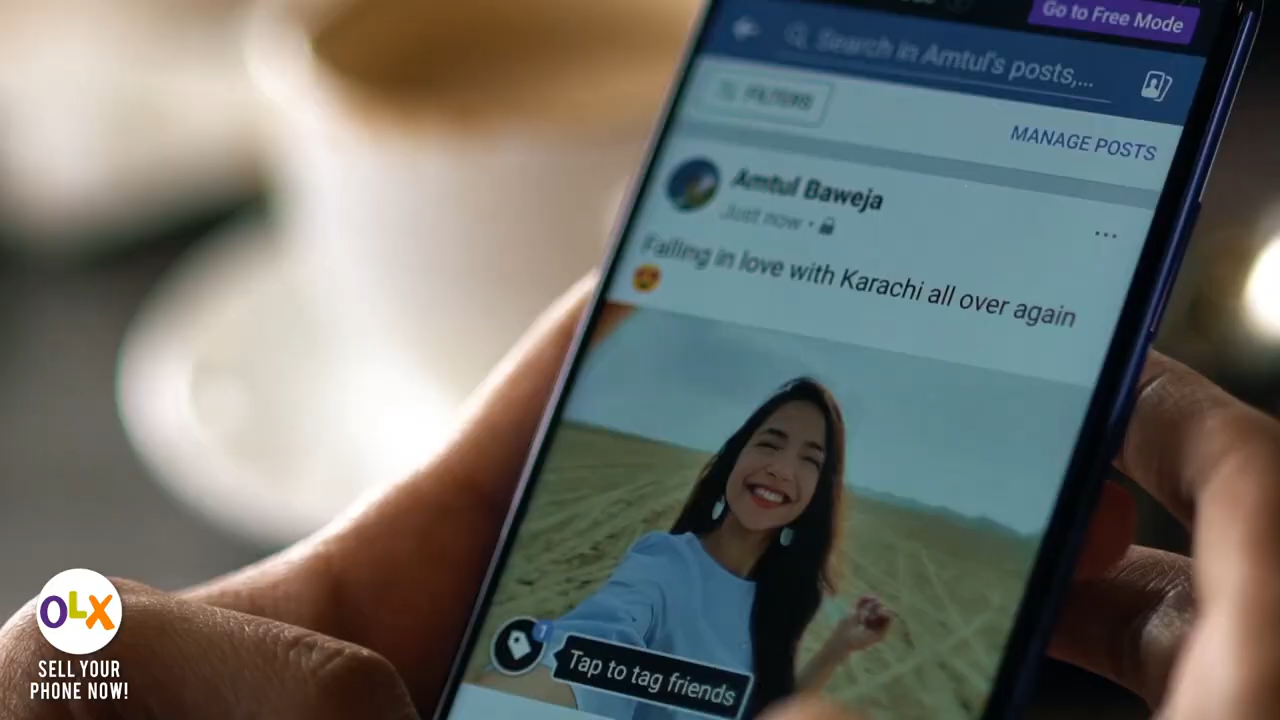 Go to Free Mode
Search in Amtul's posts,...
FILTERS
MANAGE POSTS
Amtul Baweja
Just now
...
Falling in love with Karachi all over again
Tap to tag friends
OLX
SELL YOUR
PHONE NOW!